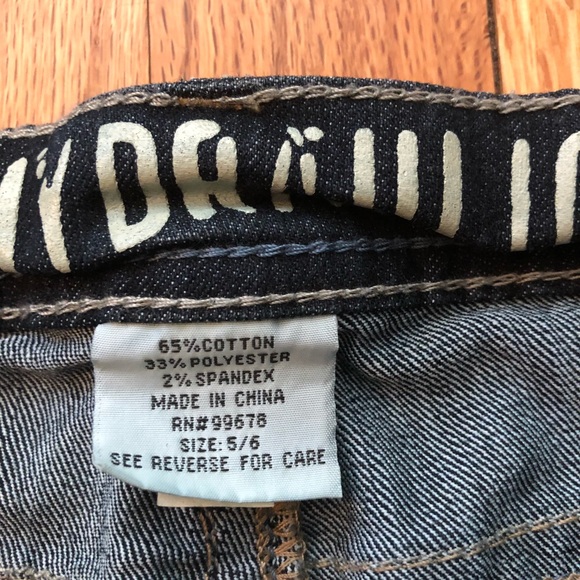 65%COTTON
33% POLYESTER
2% SPANDEX
MADE IN CHINA
RN#99678
SIZE: 5/6
SEE REVERSE FOR CARE